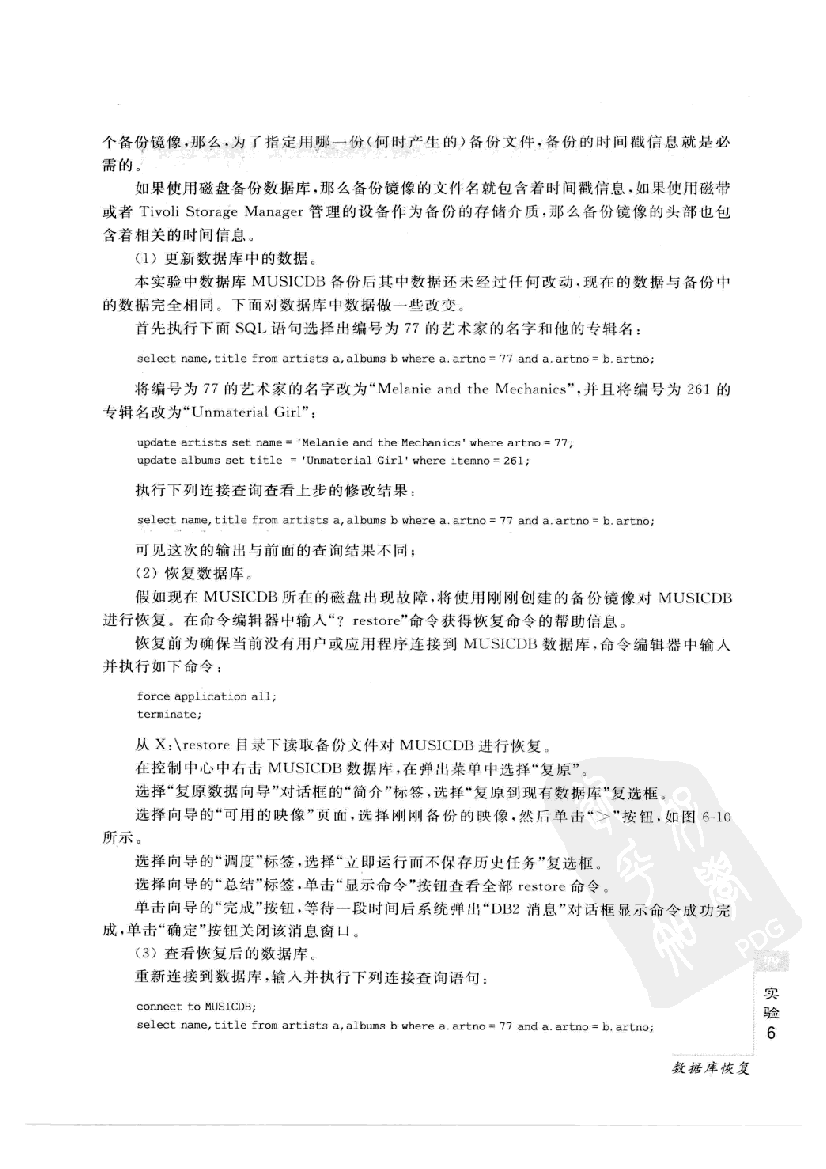 个备份镜像,那么,为了指定用哪一份(何时产生的)备份文件,备份的时间戳信息就是必
需的。
如果使用磁盘备份数据库,那么备份镜像的文件名就包含着时间戳信息,如果使用磁带
或者 Tivoli Storage Manager 管理的设备作为备份的存储介质,那么备份镜像的头部也包
含着相关的时间信息。
(1) 更新数据库中的数据。
本实验中数据库 MUSICDB 备份后其中数据还未经过任何改动,现在的数据与备份中
的数据完全相同。下面对数据库中数据做一些改变。
首先执行下面 SQL 语句选择出编号为 77 的艺术家的名字和他的专辑名:
select name,title from artists a,albums b where a.artno = 77 and a.artno = b.artno;
将编号为 77 的艺术家的名字改为“Melanie and the Mechanics”,并且将编号为 261 的
专辑名改为“Unmaterial Girl”:
update artists set name = 'Melanie and the Mechanics' where artno = 77;
update albums set title = 'Unmaterial Girl' where itemno = 261;
执行下列连接查询查看上步的修改结果:
select name,title from artists a,albums b where a.artno = 77 and a.artno = b.artno;
可见这次的输出与前面的查询结果不同;
(2) 恢复数据库。
假如现在 MUSICDB 所在的磁盘出现故障,将使用刚刚创建的备份镜像对 MUSICDB
进行恢复。在命令编辑器中输入“? restore”命令获得恢复命令的帮助信息。
恢复前为确保当前没有用户或应用程序连接到 MUSICDB 数据库,命令编辑器中输入
并执行如下命令:
force application all;
terminate;
从 X:\restore 目录下读取备份文件对 MUSICDB 进行恢复。
在控制中心中右击 MUSICDB 数据库,在弹出菜单中选择“复原”。
选择“复原数据向导”对话框的“简介”标签,选择“复原到现有数据库”复选框。
选择向导的“可用的映像”页面,选择刚刚备份的映像,然后单击“>”按钮,如图 6-10
所示。
选择向导的“调度”标签,选择“立即运行而不保存历史任务”复选框。
选择向导的“总结”标签,单击“显示命令”按钮查看全部 restore 命令。
单击向导的“完成”按钮,等待一段时间后系统弹出“DB2 消息”对话框显示命令成功完
成,单击“确定”按钮关闭该消息窗口。
(3) 查看恢复后的数据库。
重新连接到数据库,输入并执行下列连接查询语句:
connect to MUSICDB;
select name,title from artists a,albums b where a.artno = 77 and a.artno = b.artno;
PDG
实
验
6
数据库恢复